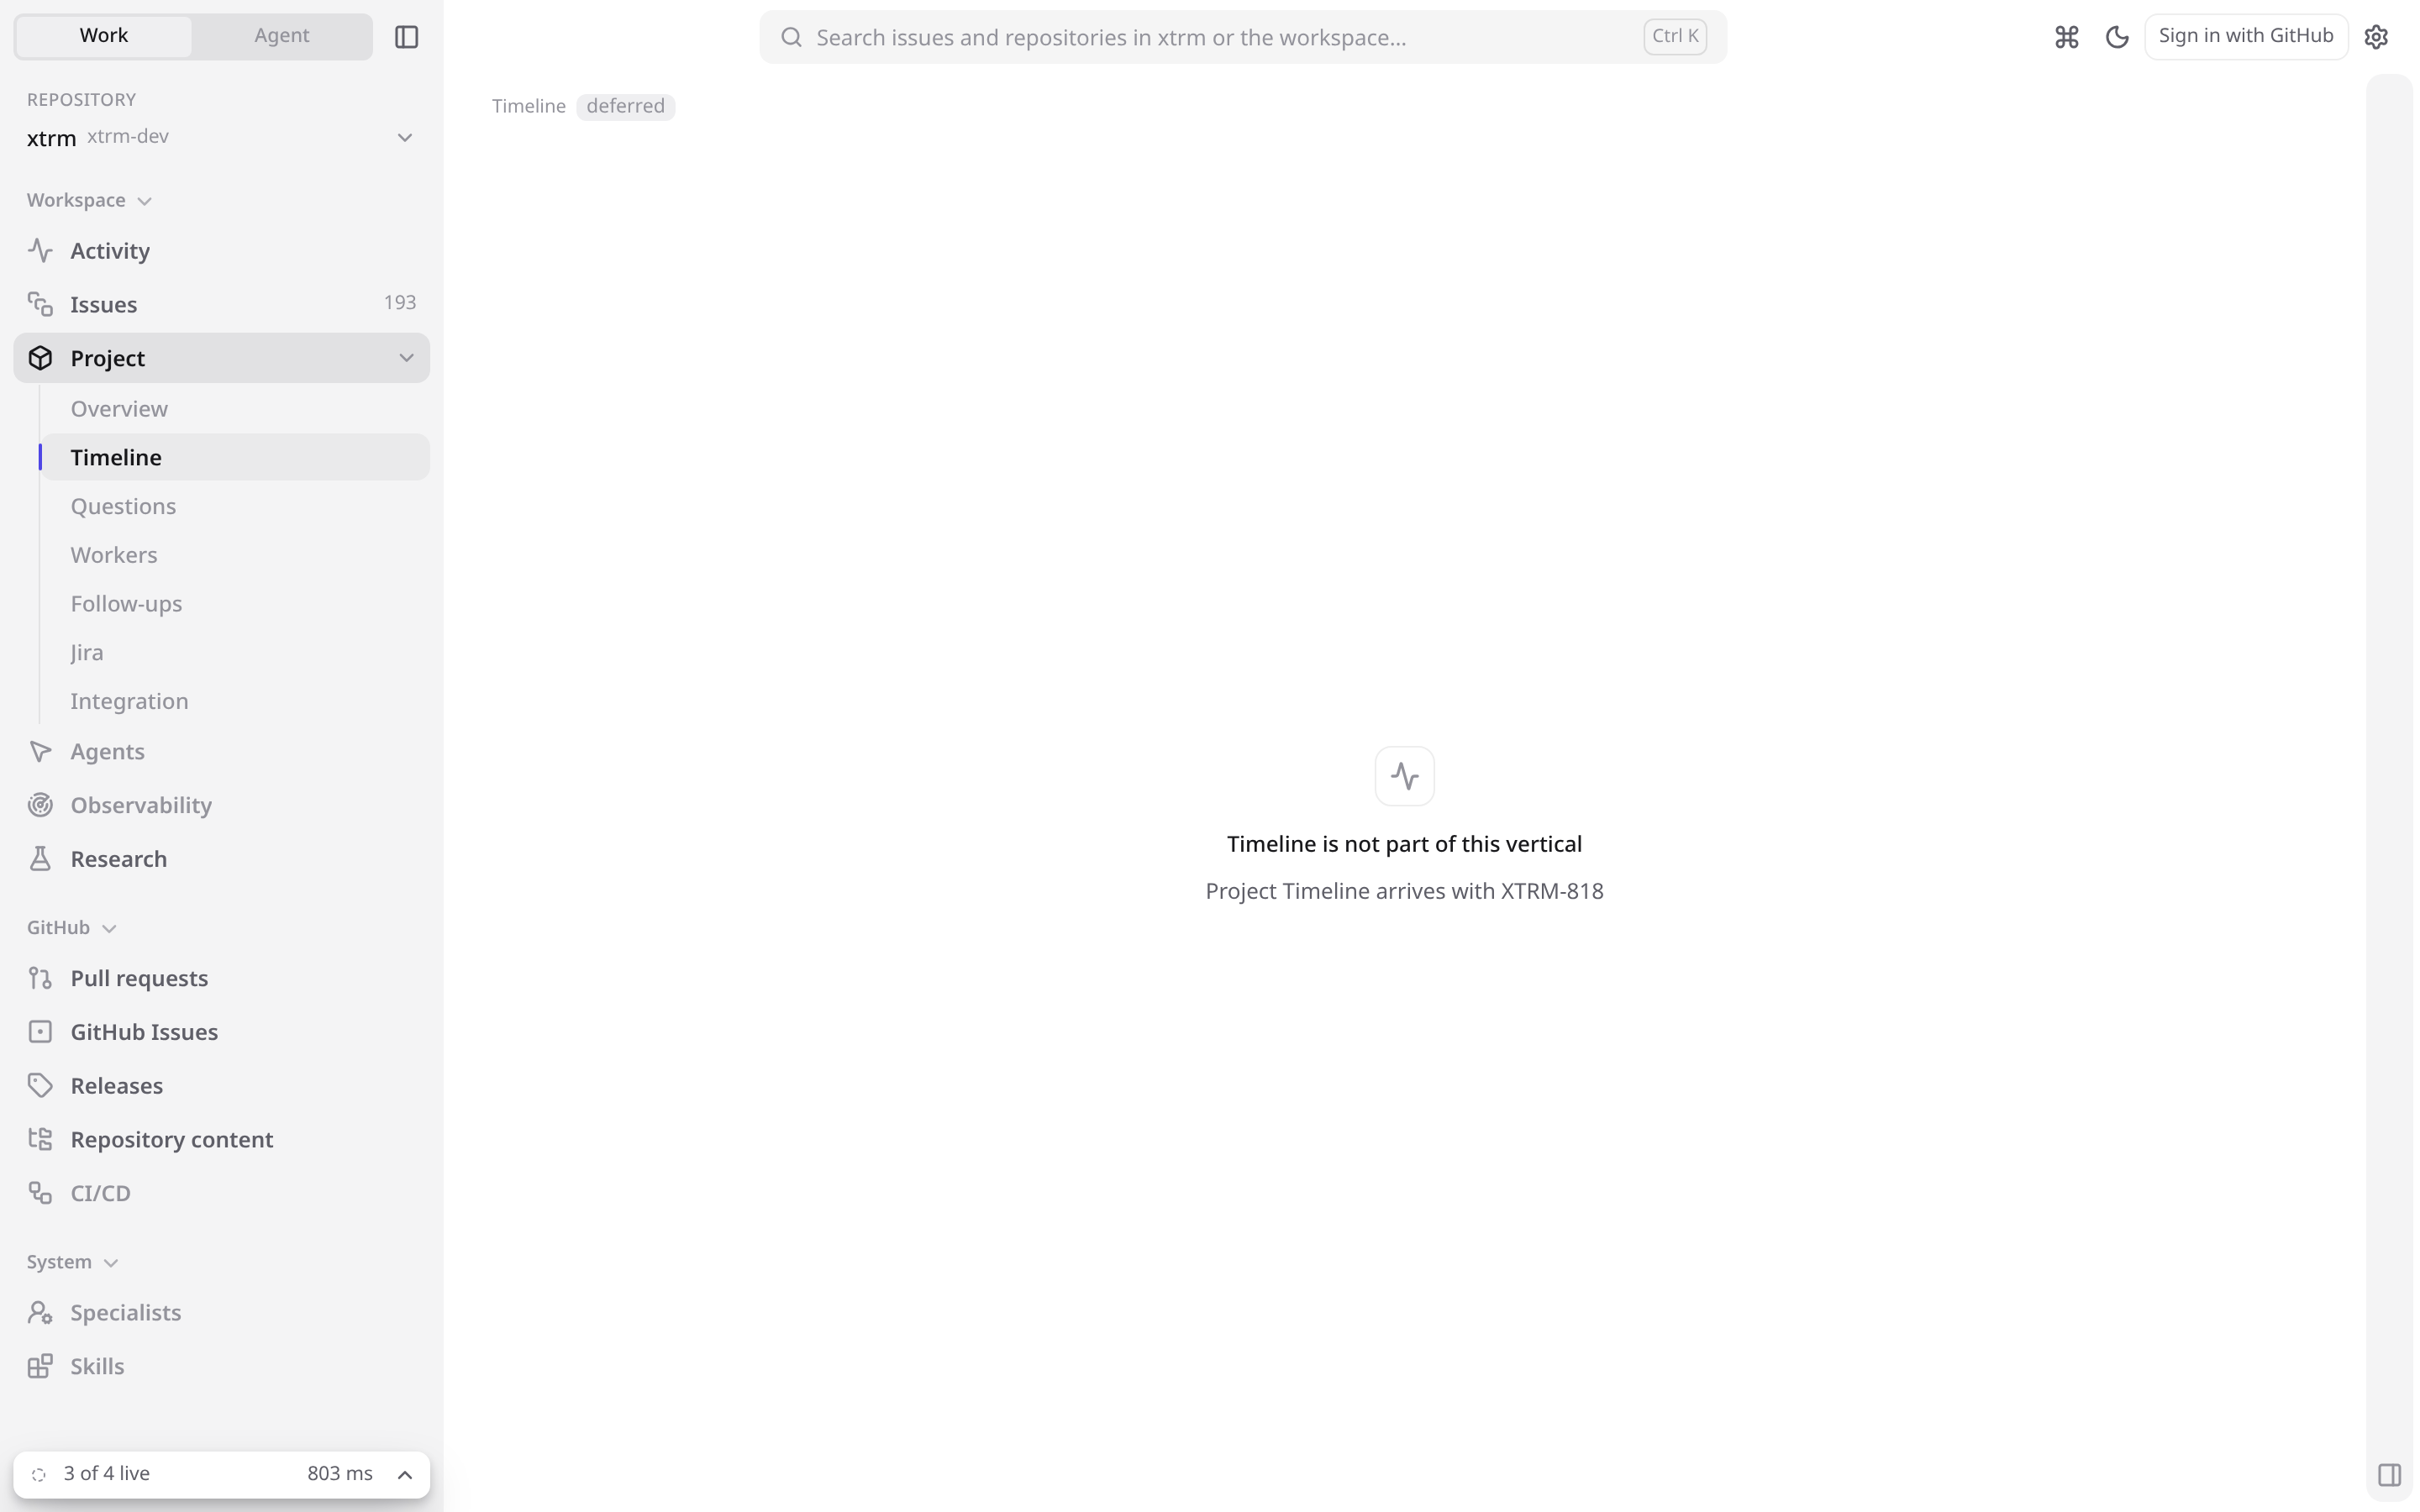 Work
Agent
Search issues and repositories in xtrm or the workspace...
Ctrl K
Sign in with GitHub
REPOSITORY
xtrm xtrm-dev
Workspace
Activity
Issues 193
Project
Overview
Timeline
Questions
Workers
Follow-ups
Jira
Integration
Agents
Observability
Research
GitHub
Pull requests
GitHub Issues
Releases
Repository content
CI/CD
System
Specialists
Skills
3 of 4 live 803 ms
Timeline deferred
Timeline is not part of this vertical
Project Timeline arrives with XTRM-818